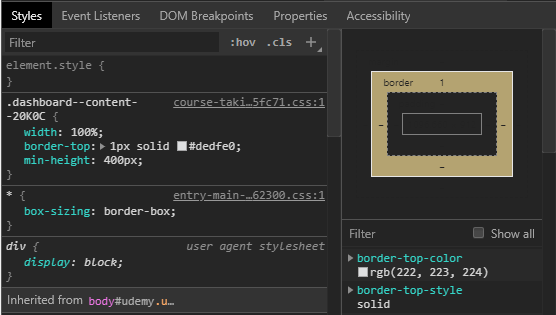 Styles Event Listeners DOM Breakpoints Properties Accessibility
Filter :hov .cls +
element.style {
}
.dashboard--content- course-taki…5fc71.css:1
-20K0C {
width: 100%;
border-top: 1px solid #dedfe0;
min-height: 400px;
}
* { entry-main-…62300.css:1
box-sizing: border-box;
}
div { user agent stylesheet
display: block;
}
Inherited from body#udemy.u…
border 1
-
-
-
Filter Show all
border-top-color
rgb(222, 223, 224)
border-top-style
solid